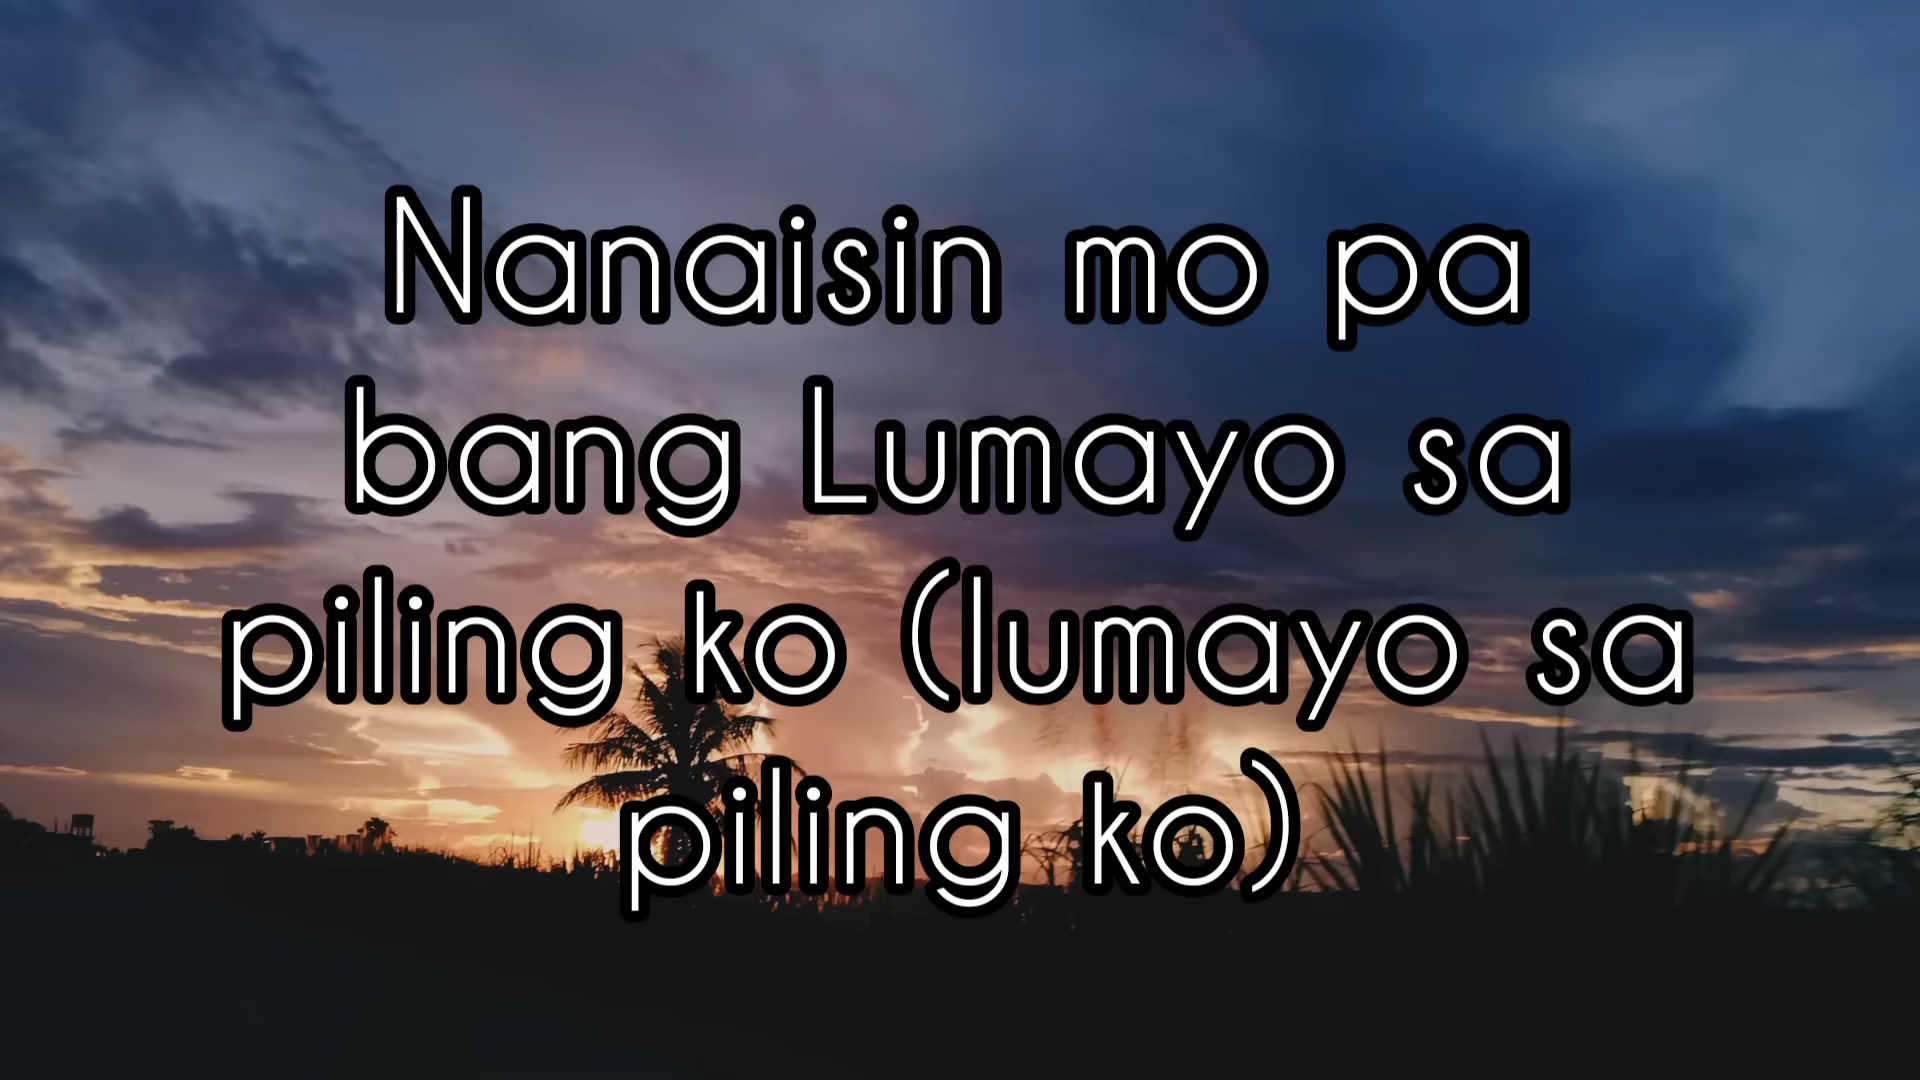 Nanaisin mo pa
bang Lumayo sa
piling ko (lumayo sa
piling ko)